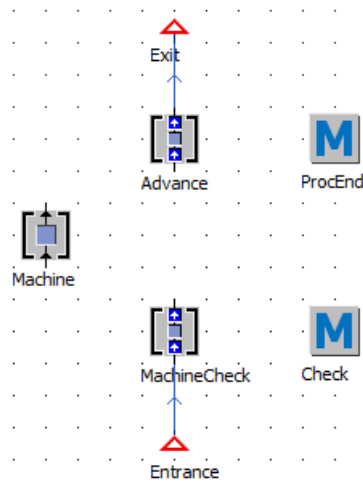 Exit
M
Advance
ProcEnd
Machine
M
MachineCheck
Check
Entrance